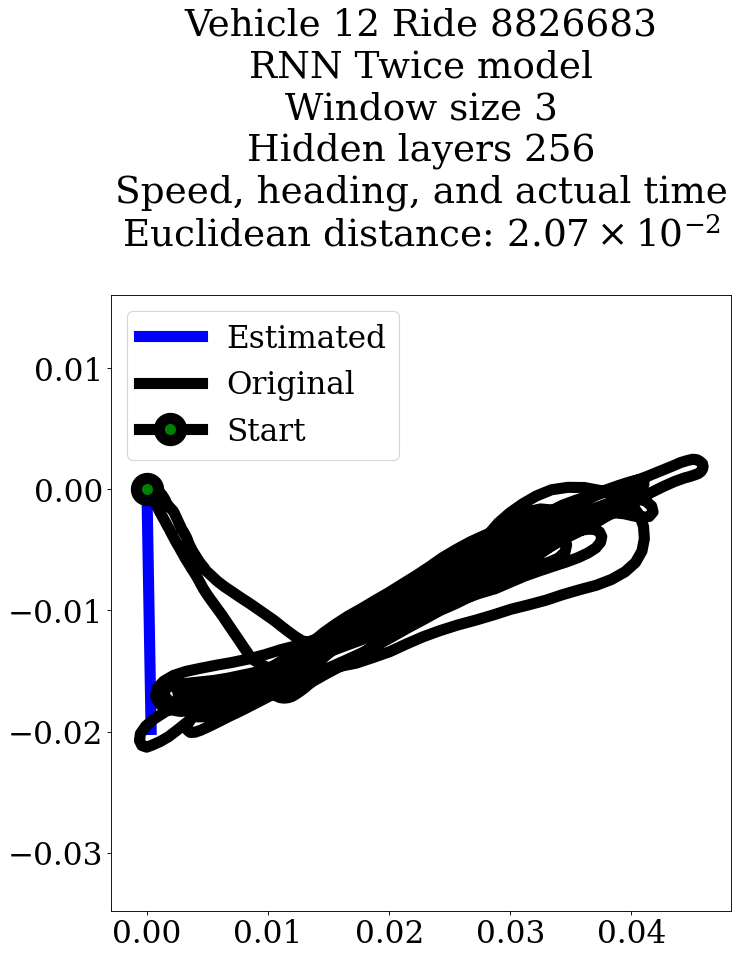 Vehicle 12 Ride 8826683
RNN Twice model
Window size 3
Hidden layers 256
Speed, heading, and actual time
Euclidean distance: 2.07 × 10⁻²
Estimated
Original
Start
0.01
0.00
−0.01
−0.02
−0.03
0.00 0.01 0.02 0.03 0.04